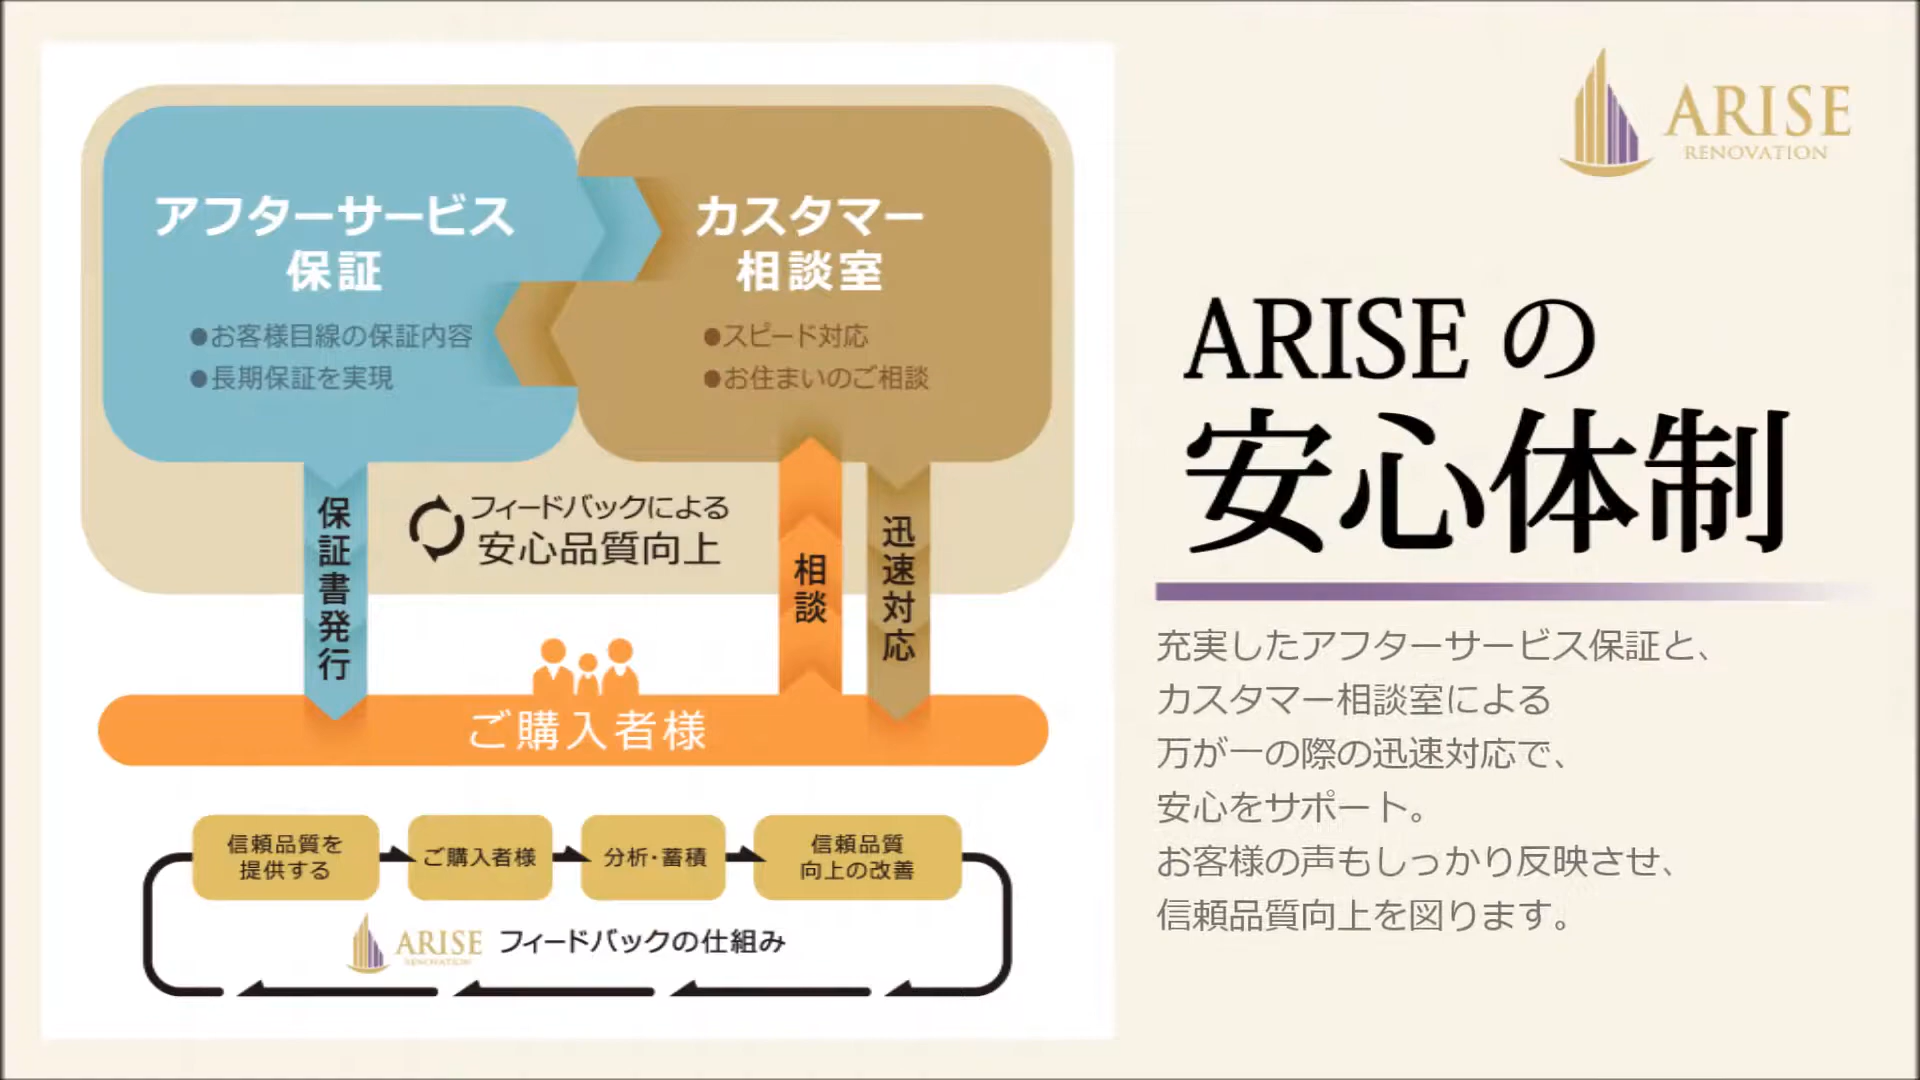 アフターサービス
保証
●お客様目線の保証内容
●長期保証を実現
カスタマー
相談室
●スピード対応
●お住まいのご相談
保証書発行
フィードバックによる
安心品質向上
相談
迅速対応
ご購入者様
信頼品質を
提供する
ご購入者様
分析・蓄積
信頼品質
向上の改善
ARISE フィードバックの仕組み
RENOVATION
ARISE
RENOVATION
ARISE の
安心体制
充実したアフターサービス保証と、
カスタマー相談室による
万が一の際の迅速対応で、
安心をサポート。
お客様の声もしっかり反映させ、
信頼品質向上を図ります。